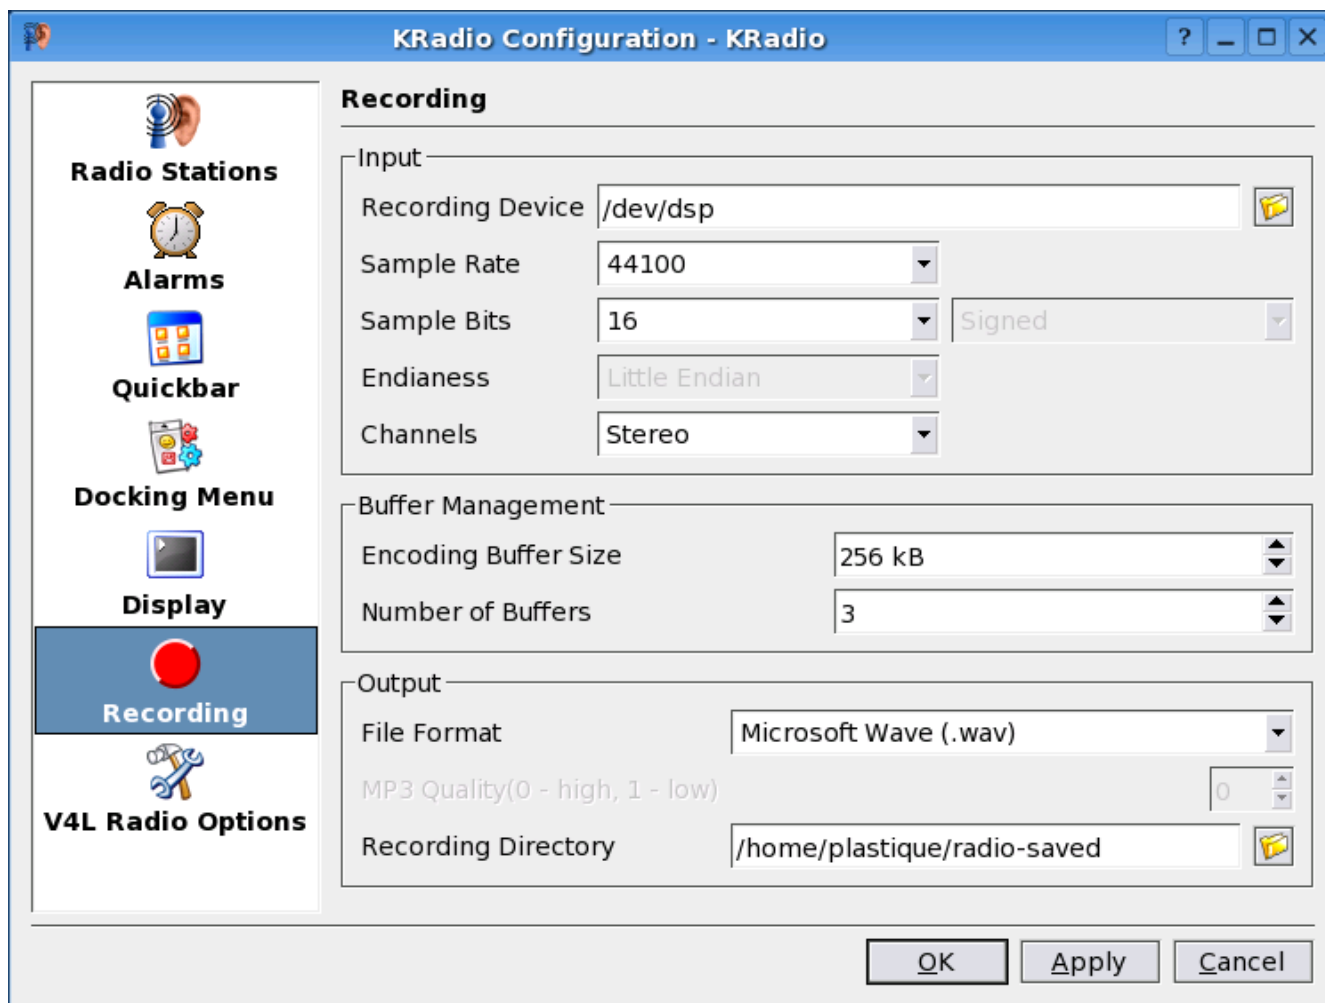 KRadio Configuration - KRadio
?
Radio Stations
Alarms
Quickbar
Docking Menu
Display
Recording
V4L Radio Options
Recording
Input
Recording Device /dev/dsp
Sample Rate 44100
Sample Bits 16 Signed
Endianess Little Endian
Channels Stereo
Buffer Management
Encoding Buffer Size 256 kB
Number of Buffers 3
Output
File Format Microsoft Wave (.wav)
MP3 Quality(0 - high, 1 - low) 0
Recording Directory /home/plastique/radio-saved
OK Apply Cancel